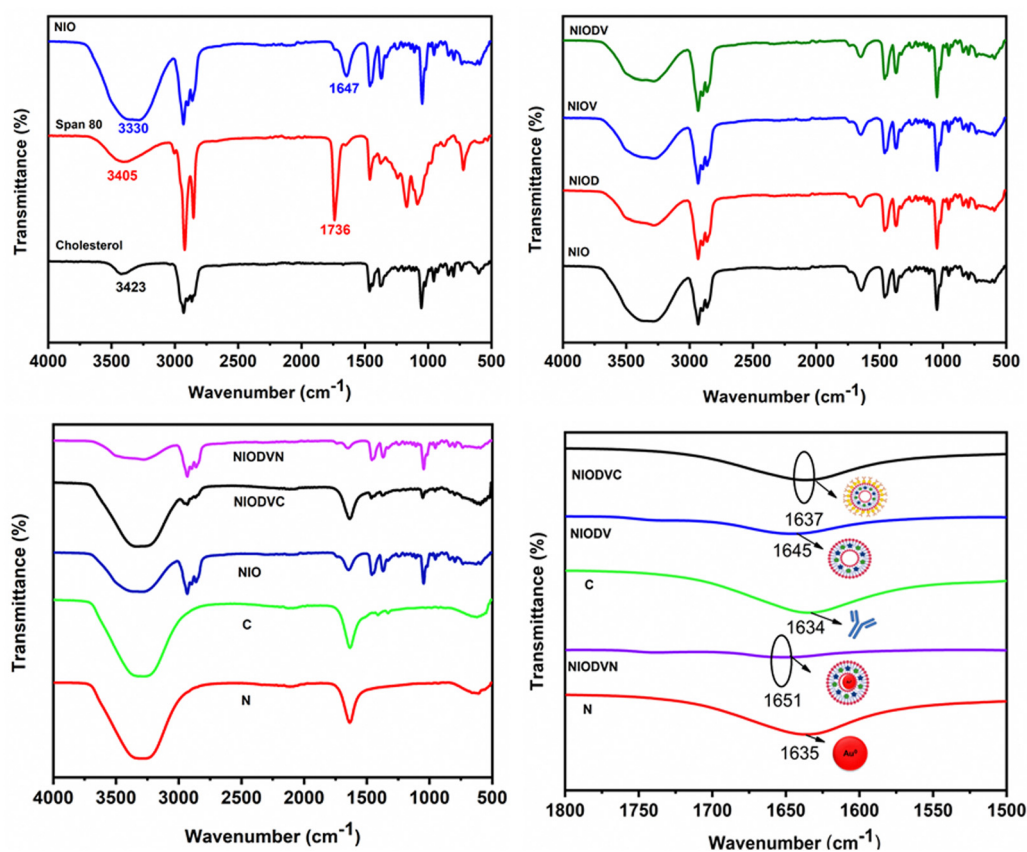 NIO
1647
3330
Span 80
3405
1736
Cholesterol
3423
Transmittance (%)
4000 3500 3000 2500 2000 1500 1000 500
Wavenumber (cm⁻¹)
NIODV
NIOV
NIOD
NIO
Transmittance (%)
4000 3500 3000 2500 2000 1500 1000 500
Wavenumber (cm⁻¹)
NIODVN
NIODVC
NIO
C
N
Transmittance (%)
4000 3500 3000 2500 2000 1500 1000 500
Wavenumber (cm⁻¹)
NIODVC
1637
NIODV
1645
C
1634
NIODVN
1651
N
1635
Transmittance (%)
1800 1750 1700 1650 1600 1550 1500
Wavenumber (cm⁻¹)